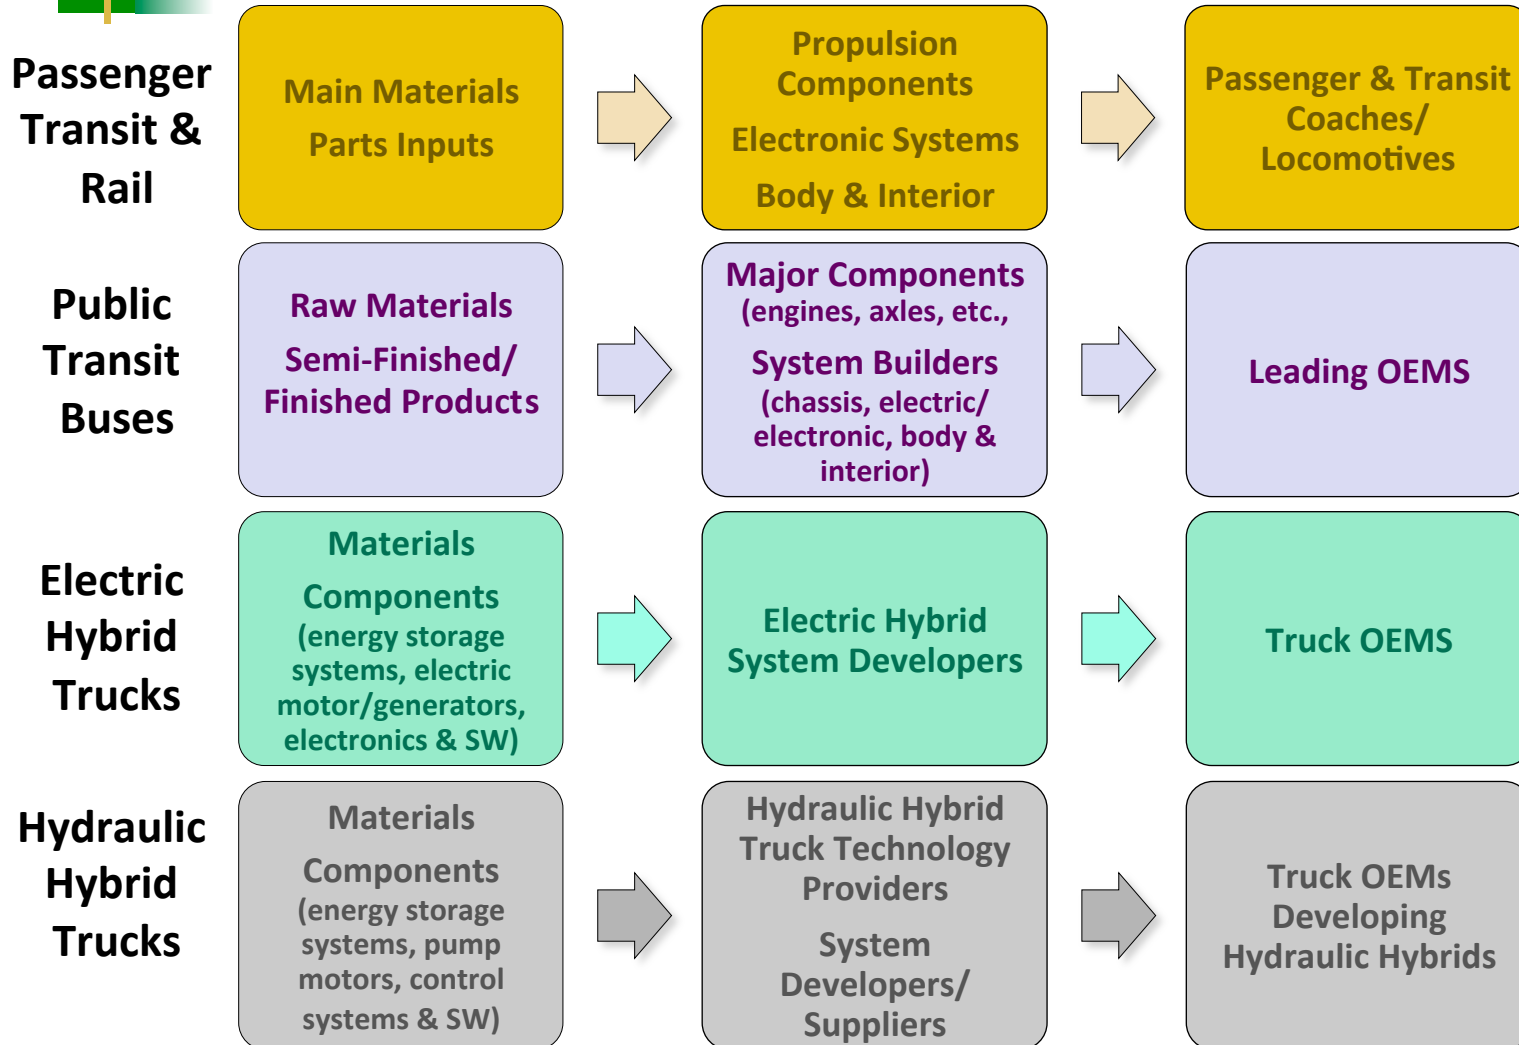 Passenger
Transit &
Rail
Main Materials
Parts Inputs
Propulsion
Components
Electronic Systems
Body & Interior
Passenger & Transit
Coaches/
Locomotives
Public
Transit
Buses
Raw Materials
Semi-Finished/
Finished Products
Major Components
(engines, axles, etc.,
System Builders
(chassis, electric/
electronic, body &
interior)
Leading OEMS
Electric
Hybrid
Trucks
Materials
Components
(energy storage
systems, electric
motor/generators,
electronics & SW)
Electric Hybrid
System Developers
Truck OEMS
Hydraulic
Hybrid
Trucks
Materials
Components
(energy storage
systems, pump
motors, control
systems & SW)
Hydraulic Hybrid
Truck Technology
Providers
System
Developers/
Suppliers
Truck OEMs
Developing
Hydraulic Hybrids